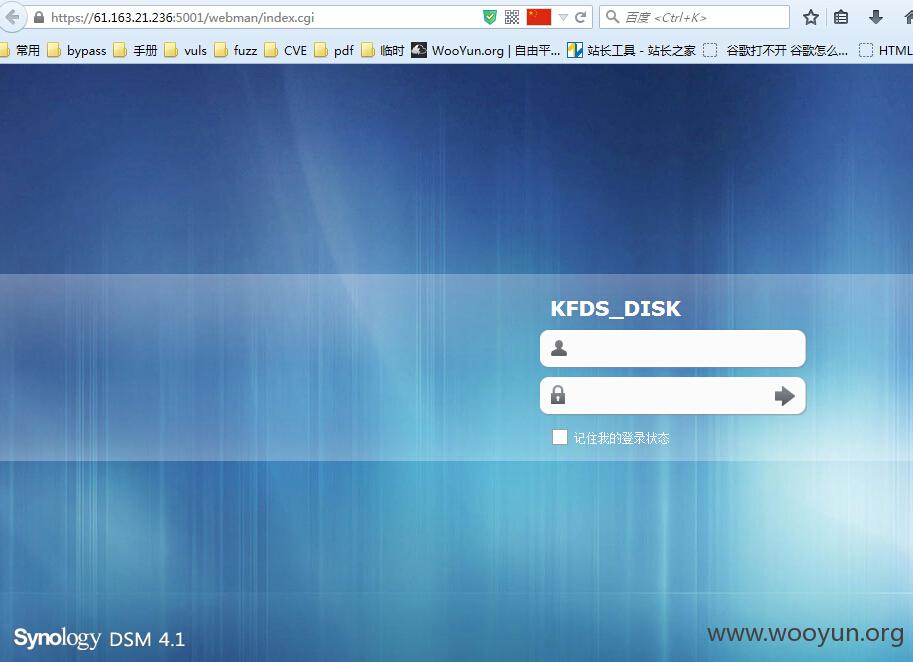 https://61.163.21.236:5001/webman/index.cgi
百度 <Ctrl+K>
常用 bypass 手册 vuls fuzz CVE pdf 临时 WooYun.org | 自由平... 站长工具 - 站长之家 谷歌打不开 谷歌怎么... HTML
KFDS_DISK
记住我的登录状态
Synology DSM 4.1
www.wooyun.org